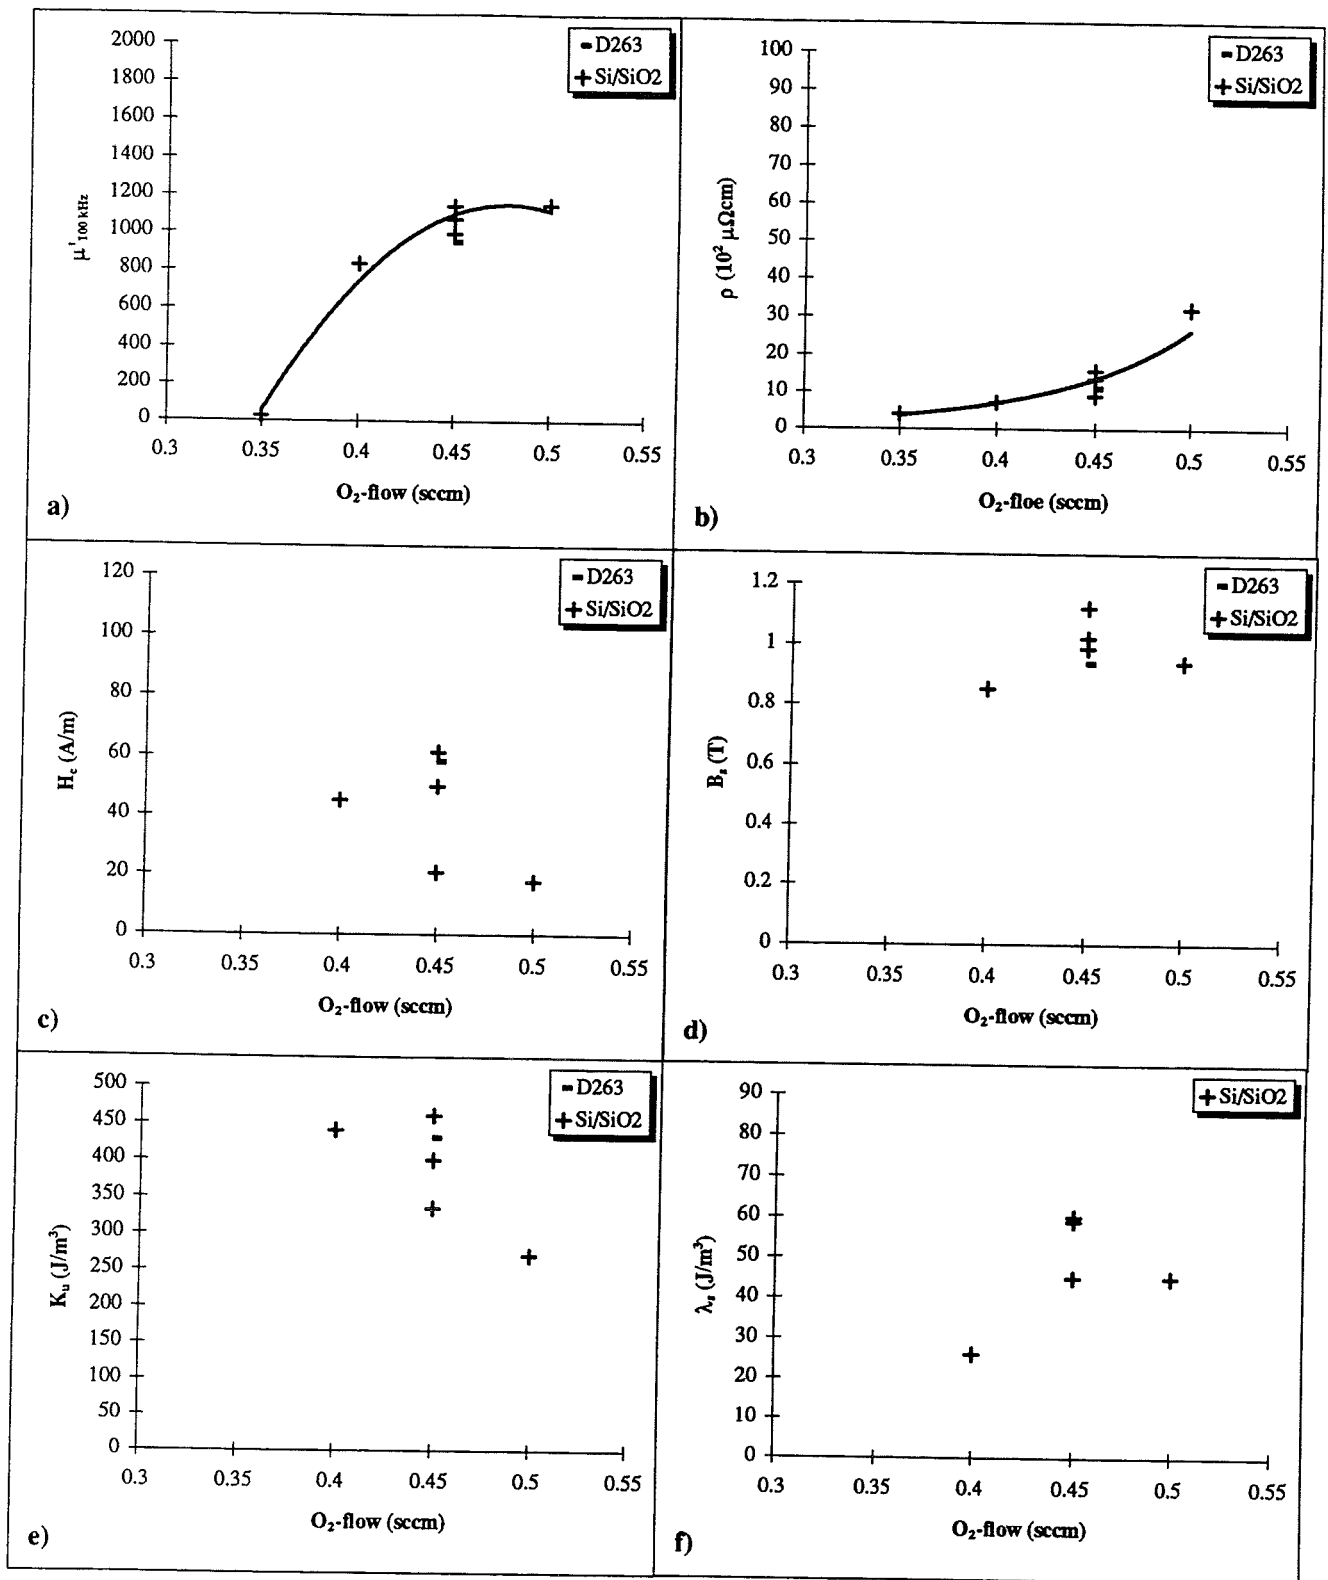 2000
1800
1600
1400
1200
1000
800
600
400
200
0
μ'100 kHz
0.3 0.35 0.4 0.45 0.5 0.55
O₂-flow (sccm)
D263
Si/SiO2
a)
100
90
80
70
60
50
40
30
20
10
0
ρ (10² μΩcm)
0.3 0.35 0.4 0.45 0.5 0.55
O₂-floe (sccm)
D263
Si/SiO2
b)
120
100
80
60
40
20
0
Hc (A/m)
0.3 0.35 0.4 0.45 0.5 0.55
O₂-flow (sccm)
D263
Si/SiO2
c)
1.2
1
0.8
0.6
0.4
0.2
0
Bs (T)
0.3 0.35 0.4 0.45 0.5 0.55
O₂-flow (sccm)
D263
Si/SiO2
d)
500
450
400
350
300
250
200
150
100
50
0
Ku (J/m³)
0.3 0.35 0.4 0.45 0.5 0.55
O₂-flow (sccm)
D263
Si/SiO2
e)
90
80
70
60
50
40
30
20
10
0
λs (J/m³)
0.3 0.35 0.4 0.45 0.5 0.55
O₂-flow (sccm)
Si/SiO2
f)